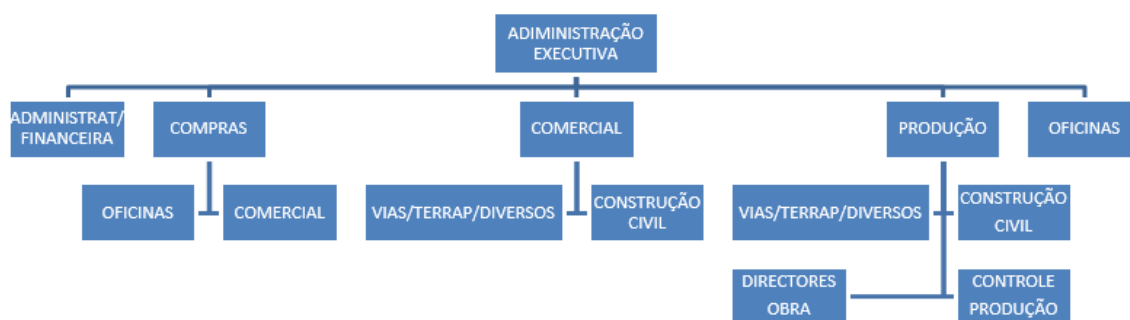 ADIMINISTRAÇÃO
EXECUTIVA
ADMINISTRAT/
FINANCEIRA
COMPRAS
COMERCIAL
PRODUÇÃO
OFICINAS
OFICINAS
COMERCIAL
VIAS/TERRAP/DIVERSOS
CONSTRUÇÃO
CIVIL
VIAS/TERRAP/DIVERSOS
CONSTRUÇÃO
CIVIL
DIRECTORES
OBRA
CONTROLE
PRODUÇÃO